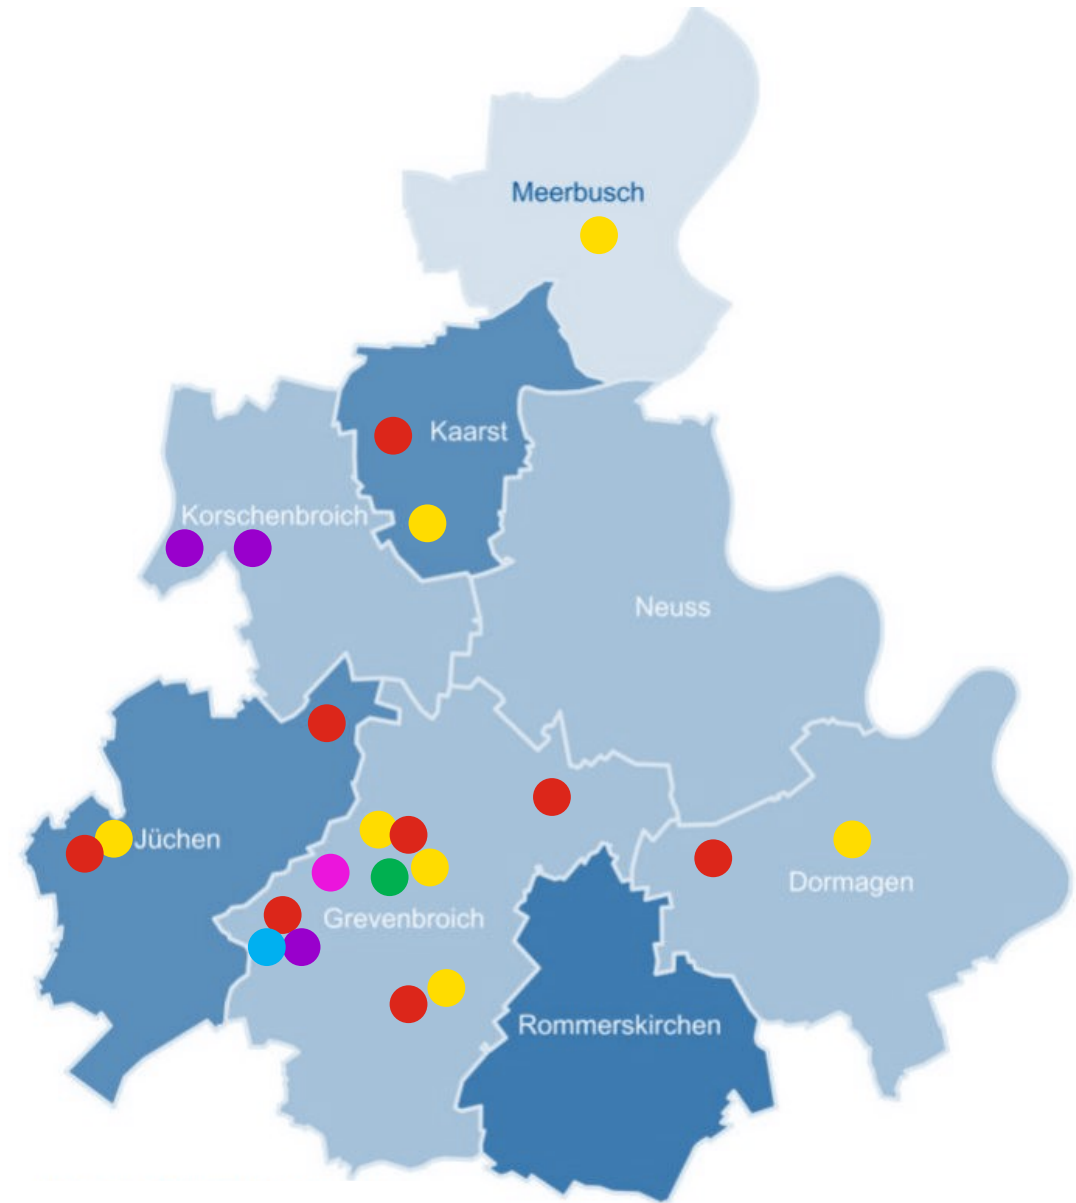 Meerbusch
Kaarst
Korschenbroich
Neuss
Jüchen
Dormagen
Grevenbroich
Rommerskirchen